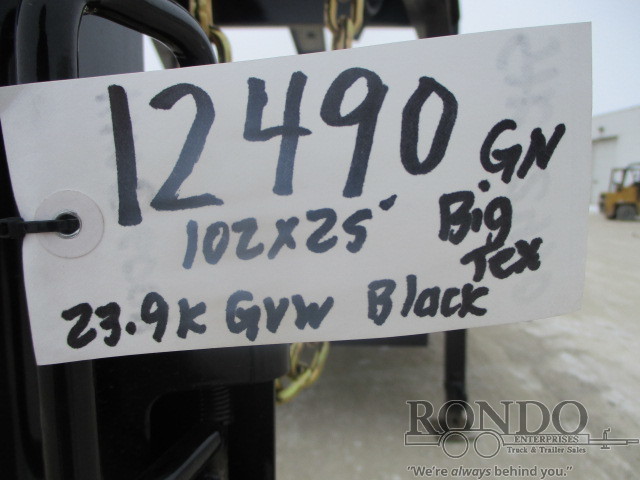 12490 GN
102x25' Big Tex
23.9K GVW Black
RONDO
ENTERPRISES
Truck & Trailer Sales
"We're always behind you."